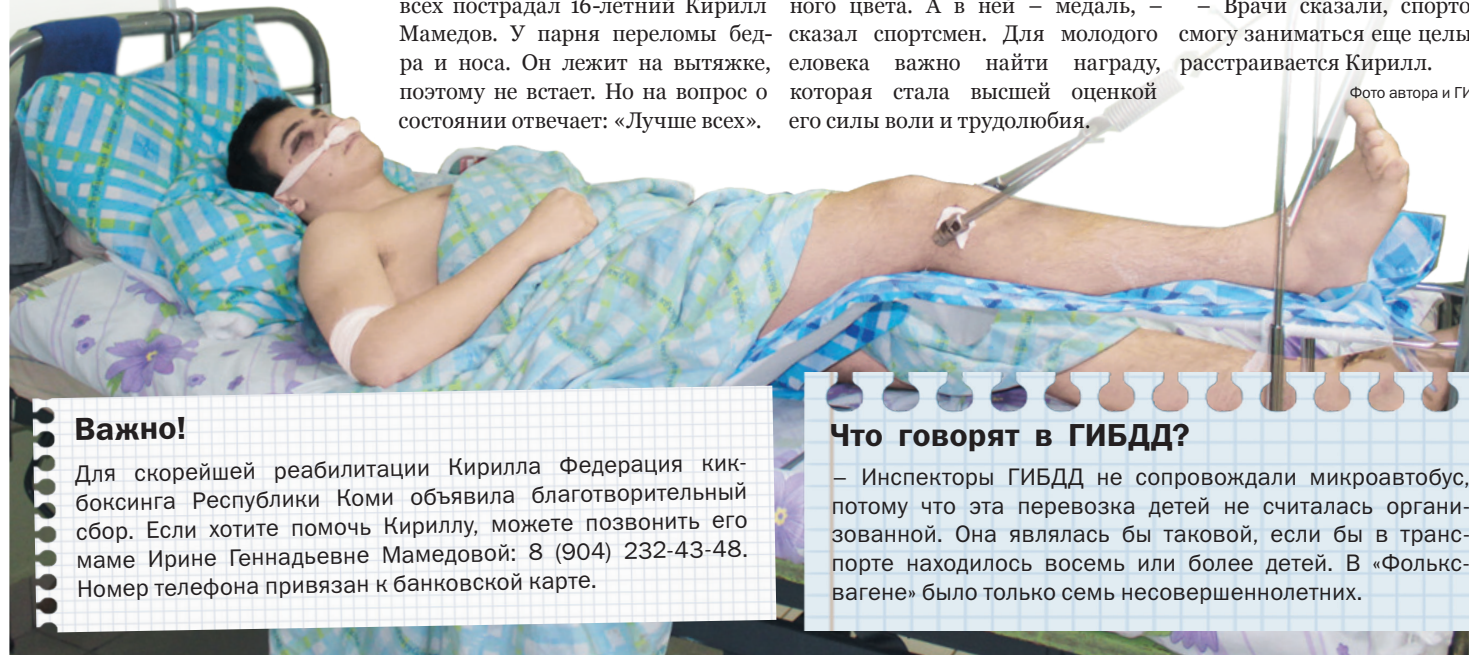 всех пострадал 16-летний Кирилл
Мамедов. У парня переломы бед-
ра и носа. Он лежит на вытяжке,
поэтому не встает. Но на вопрос о
состоянии отвечает: «Лучше всех».
ного цвета. А в ней – медаль, –
сказал спортсмен. Для молодого
еловека важно найти награду,
которая стала высшей оценкой
его силы воли и трудолюбия.
– Врачи сказали, спорто
смогу заниматься еще целы
расстраивается Кирилл.
Фото автора и ГИ
Важно!
Для скорейшей реабилитации Кирилла Федерация кик-
боксинга Республики Коми объявила благотворительный
сбор. Если хотите помочь Кириллу, можете позвонить его
маме Ирине Геннадьевне Мамедовой: 8 (904) 232-43-48.
Номер телефона привязан к банковской карте.
Что говорят в ГИБДД?
– Инспекторы ГИБДД не сопровождали микроавтобус,
потому что эта перевозка детей не считалась органи-
зованной. Она являлась бы таковой, если бы в транс-
порте находилось восемь или более детей. В «Фолькс-
вагене» было только семь несовершеннолетних.